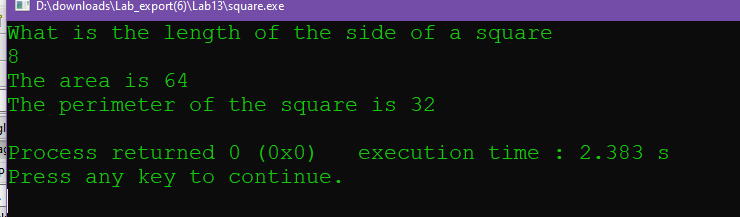 D:\downloads\Lab_export(6)\Lab13\square.exe
What is the length of the side of a square
8
The area is 64
The perimeter of the square is 32
Process returned 0 (0x0)   execution time : 2.383 s
Press any key to continue.